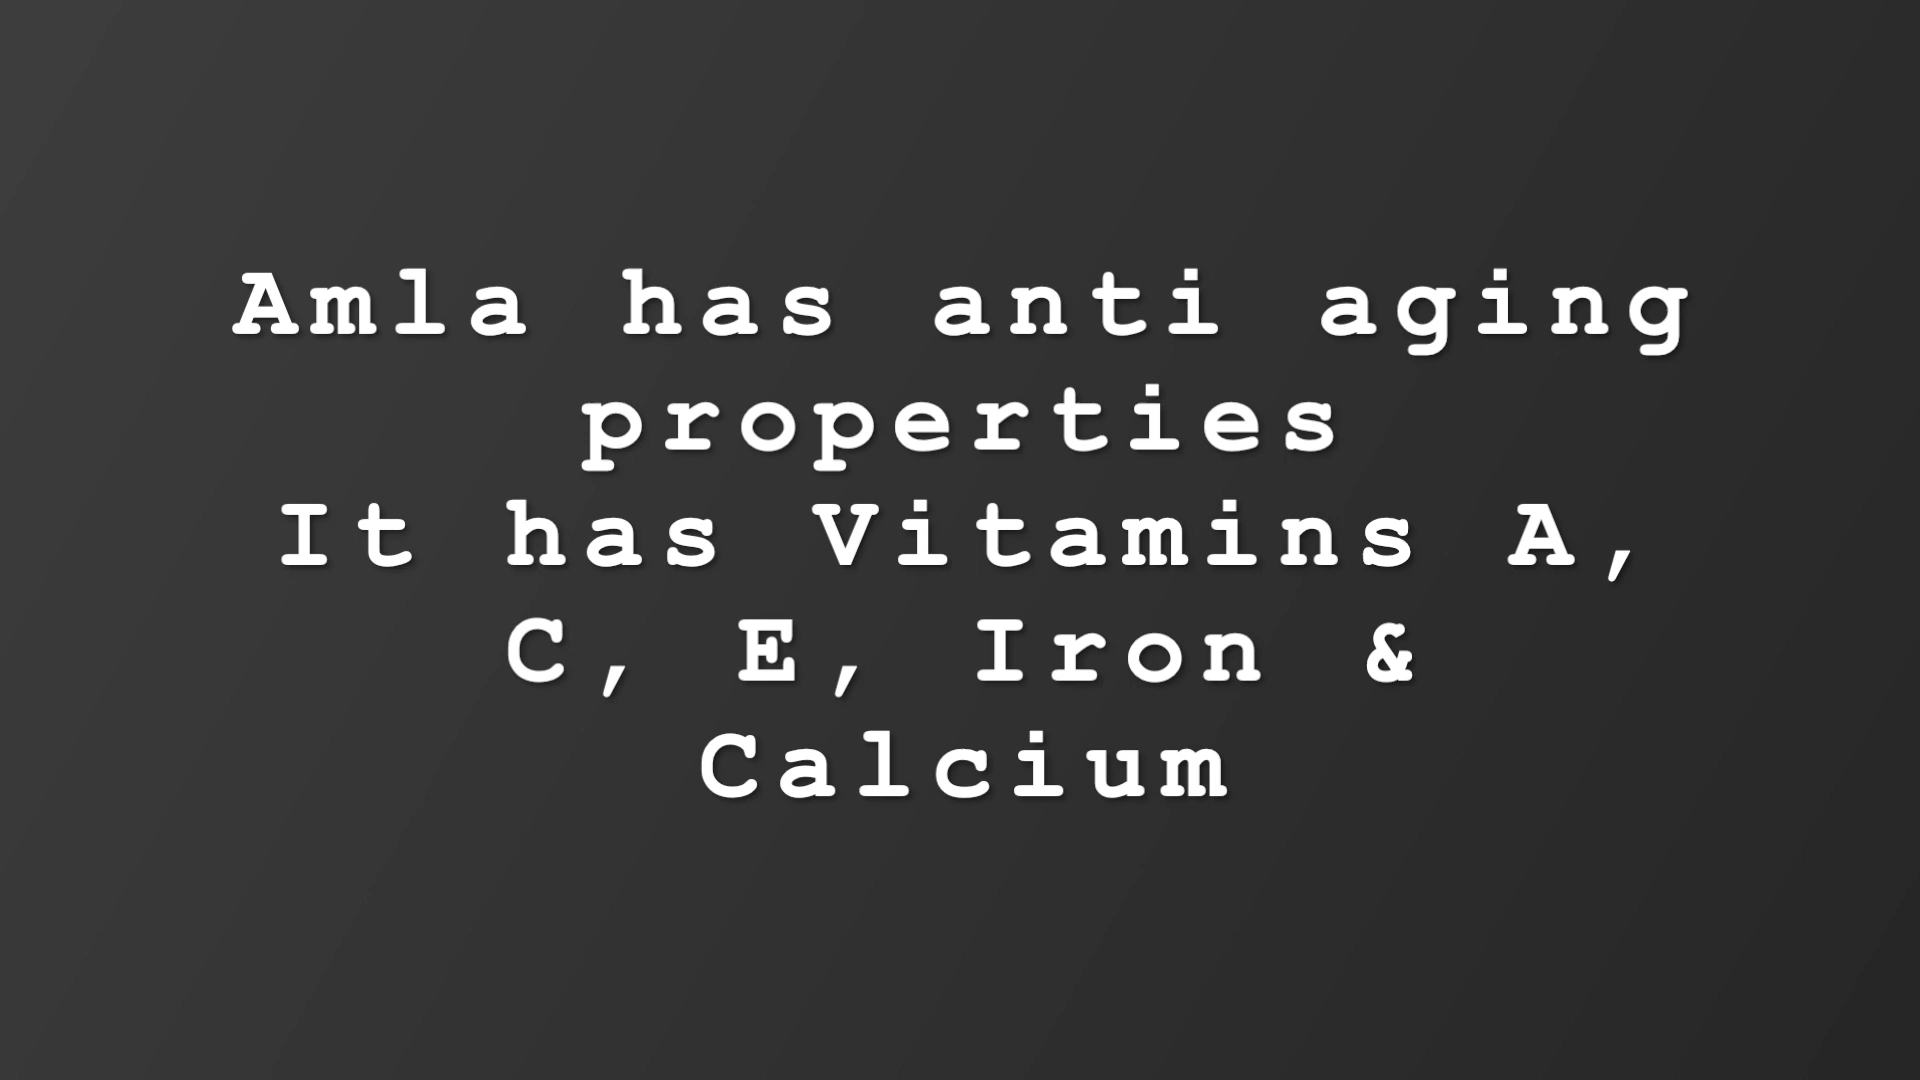 Amla has anti aging
properties
It has Vitamins A,
C, E, Iron &
Calcium